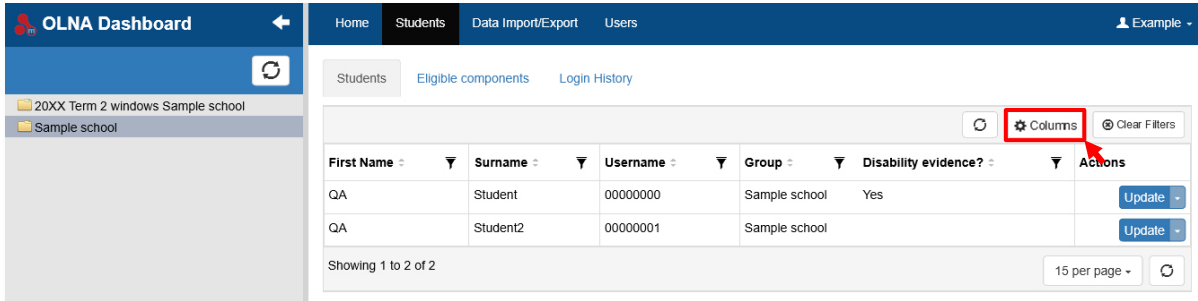 OLNA Dashboard
Home Students Data Import/Export Users Example
Students Eligible components Login History
20XX Term 2 windows Sample school
Sample school
Columns Clear Filters
First Name Surname Username Group Disability evidence? Actions
QA Student 00000000 Sample school Yes Update
QA Student2 00000001 Sample school Update
Showing 1 to 2 of 2
15 per page